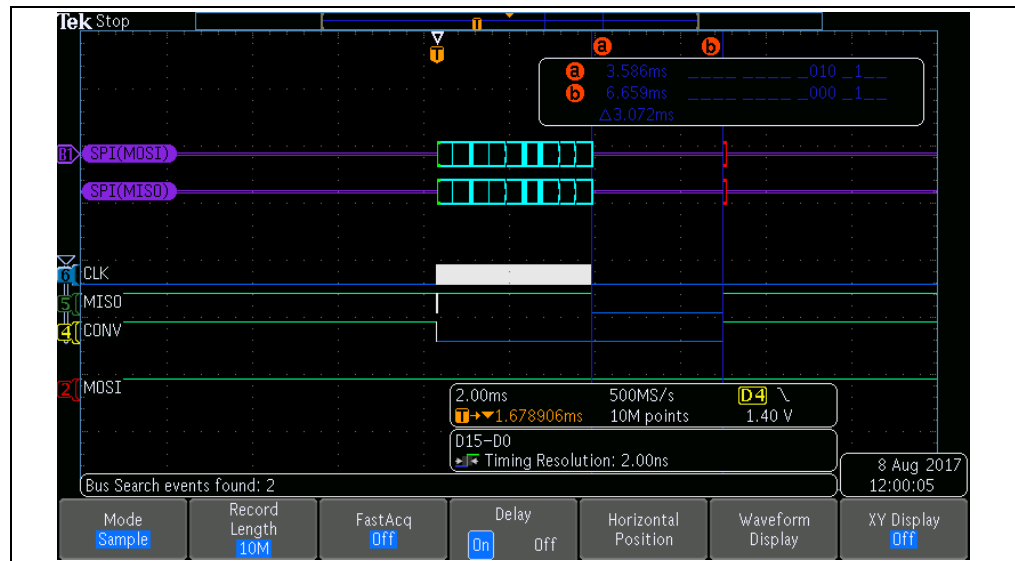 Tek Stop
T
T
a b
a 3.586ms ____ ____ _010 _1__
b 6.659ms ____ ____ _000 _1__
△3.072ms
B1 SPI(MOSI)
SPI(MISO)
6 CLK
5 MISO
4 CONV
2 MOSI
2.00ms 500MS/s D4 \
T→▼1.678906ms 10M points 1.40 V
D15-D0
Timing Resolution: 2.00ns
8 Aug 2017
12:00:05
Bus Search events found: 2
Mode
Sample
Record
Length
10M
FastAcq
Off
Delay
On Off
Horizontal
Position
Waveform
Display
XY Display
Off